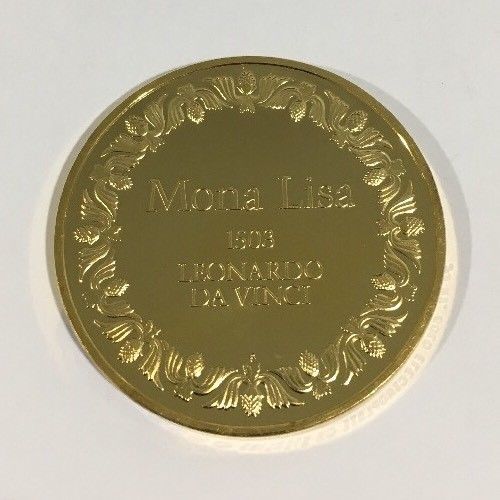 Mona Lisa
1503
LEONARDO
DA VINCI